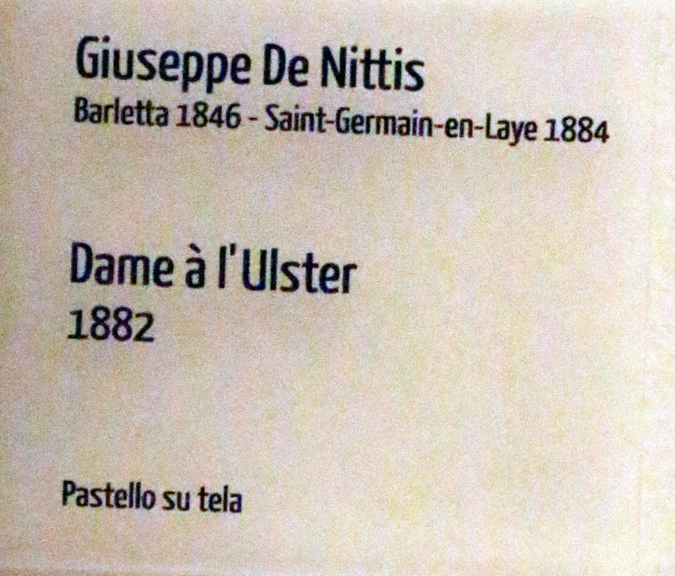 Giuseppe De Nittis
Barletta 1846 - Saint-Germain-en-Laye 1884
Dame à l'Ulster
1882
Pastello su tela